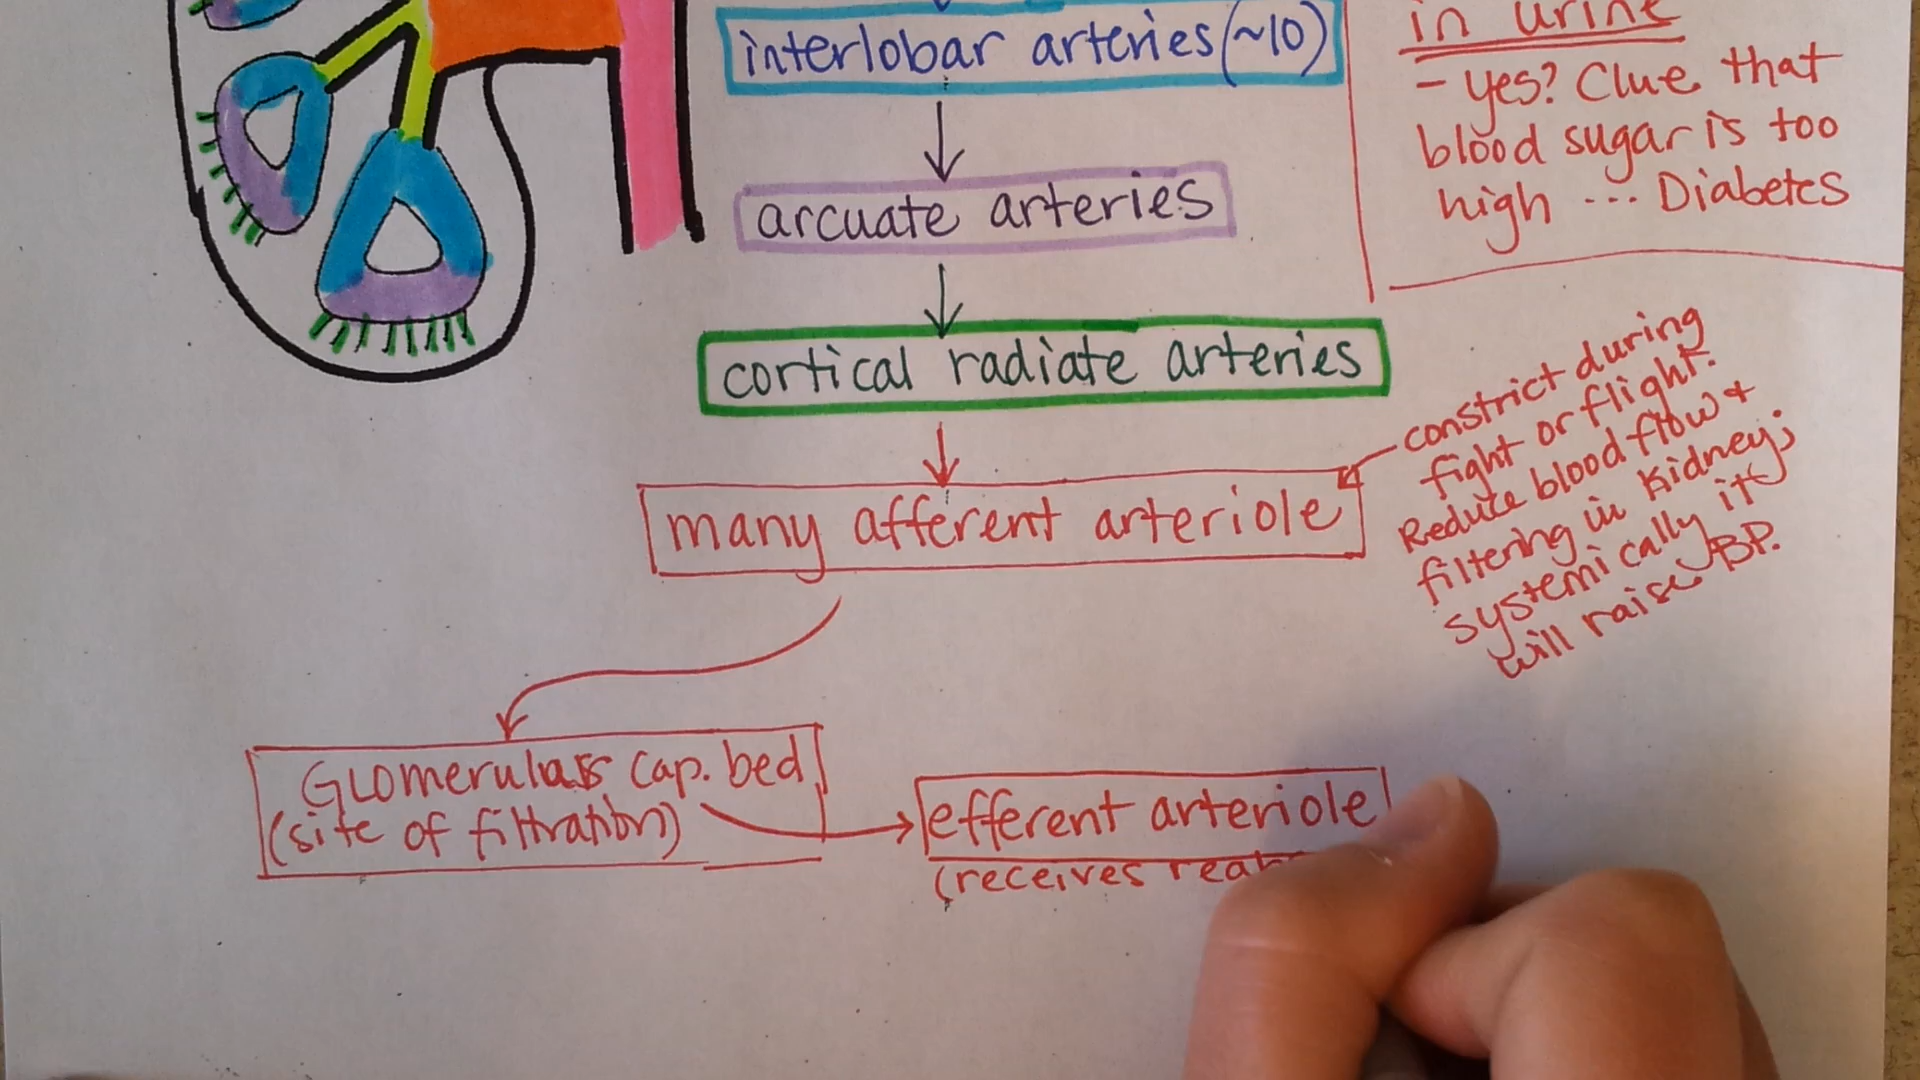 interlobar arteries (~10)
arcuate arteries
cortical radiate arteries
many afferent arteriole
Glomerulars cap. bed
(site of filtration)
efferent arteriole
(receives
in urine
- yes? Clue that
blood sugar is too
high ... Diabetes
constrict during
fight or flight.
Reduce blood flow +
filtering in kidney;
systemically it
will raise BP.